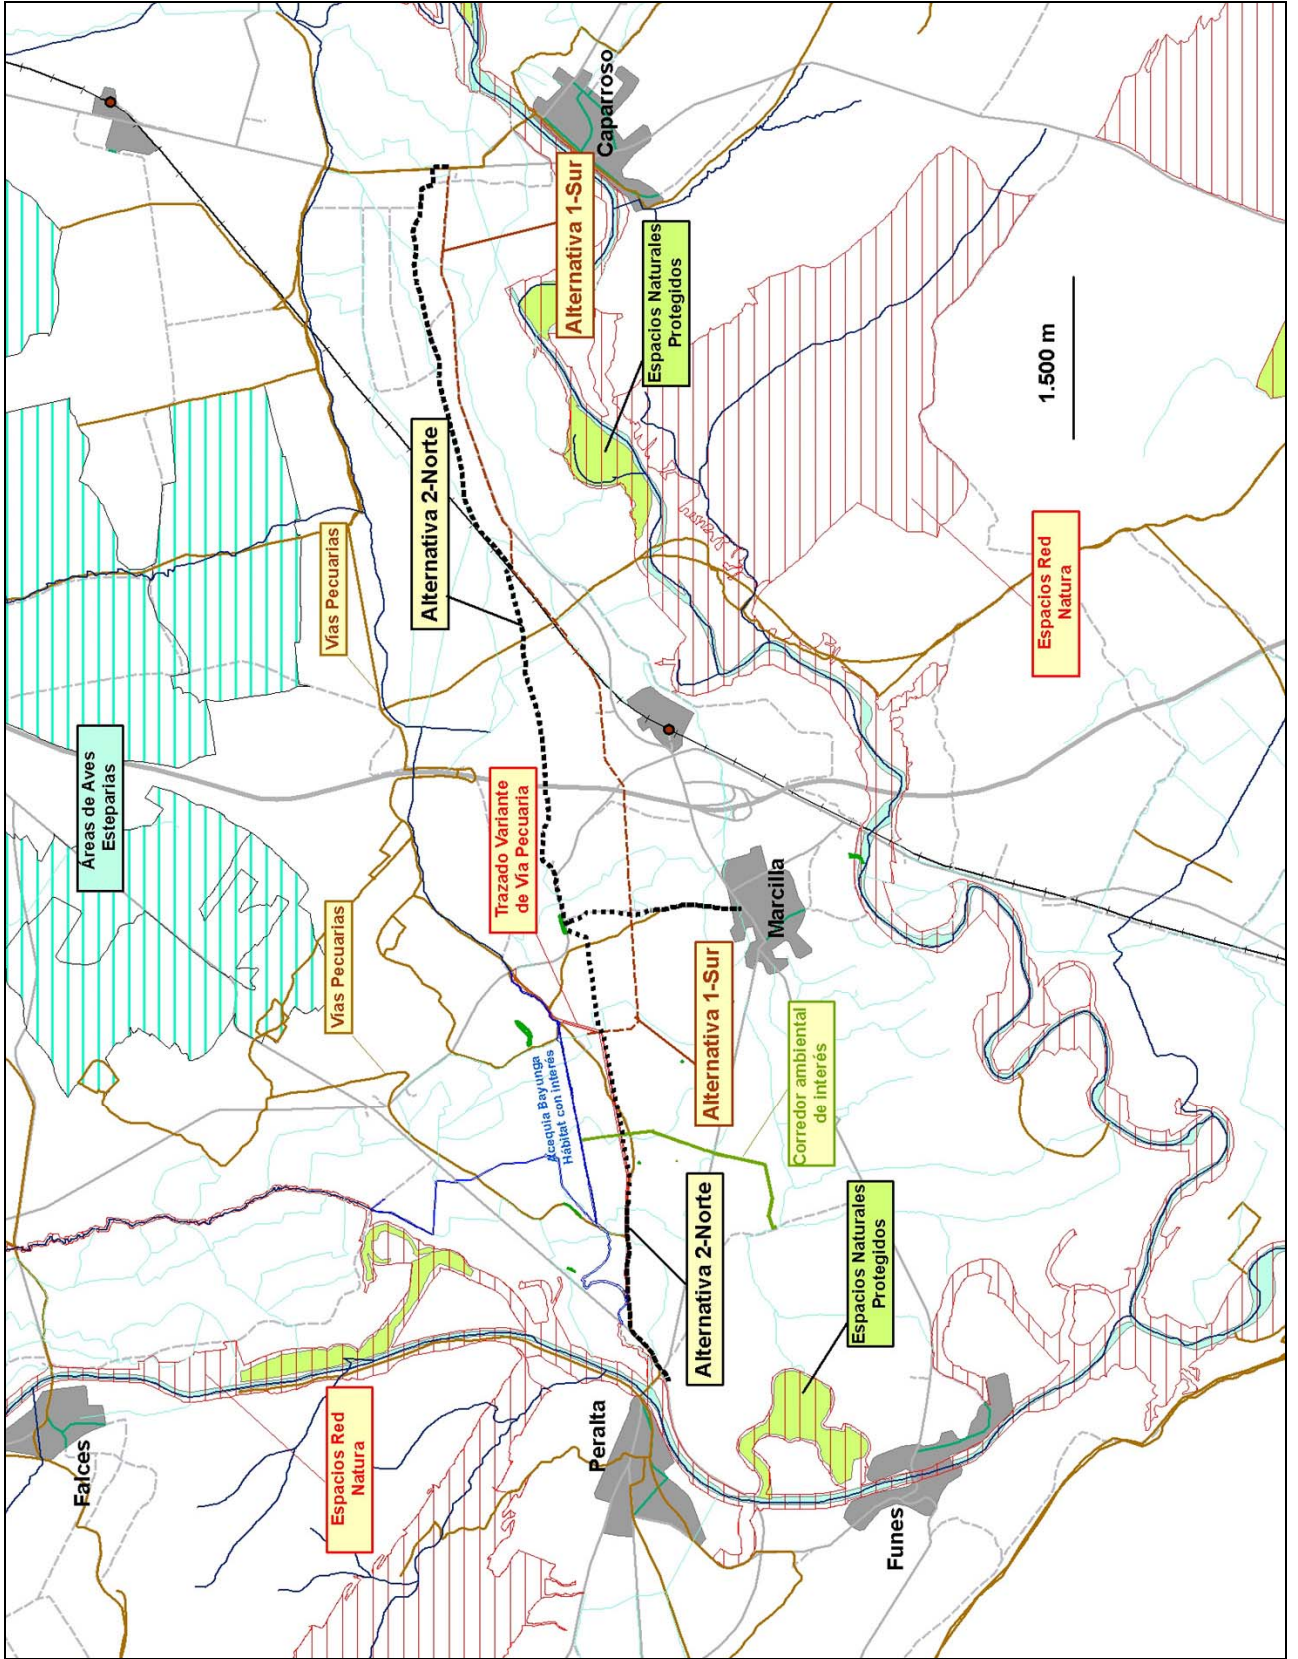 Falces
Espacios Red
Natura
Peralta
Funes
Espacios Naturales
Protegidos
Alternativa 2-Norte
Corredor ambiental
de interés
Alternativa 1-Sur
Acequia Bayunga
Hábitat con interés
Vías Pecuarias
Áreas de Aves
Esteparias
Trazado Variante
de Vía Pecuaria
Marcilla
Vías Pecuarias
Alternativa 2-Norte
Espacios Red
Natura
Espacios Naturales
Protegidos
Alternativa 1-Sur
Caparroso
1.500 m